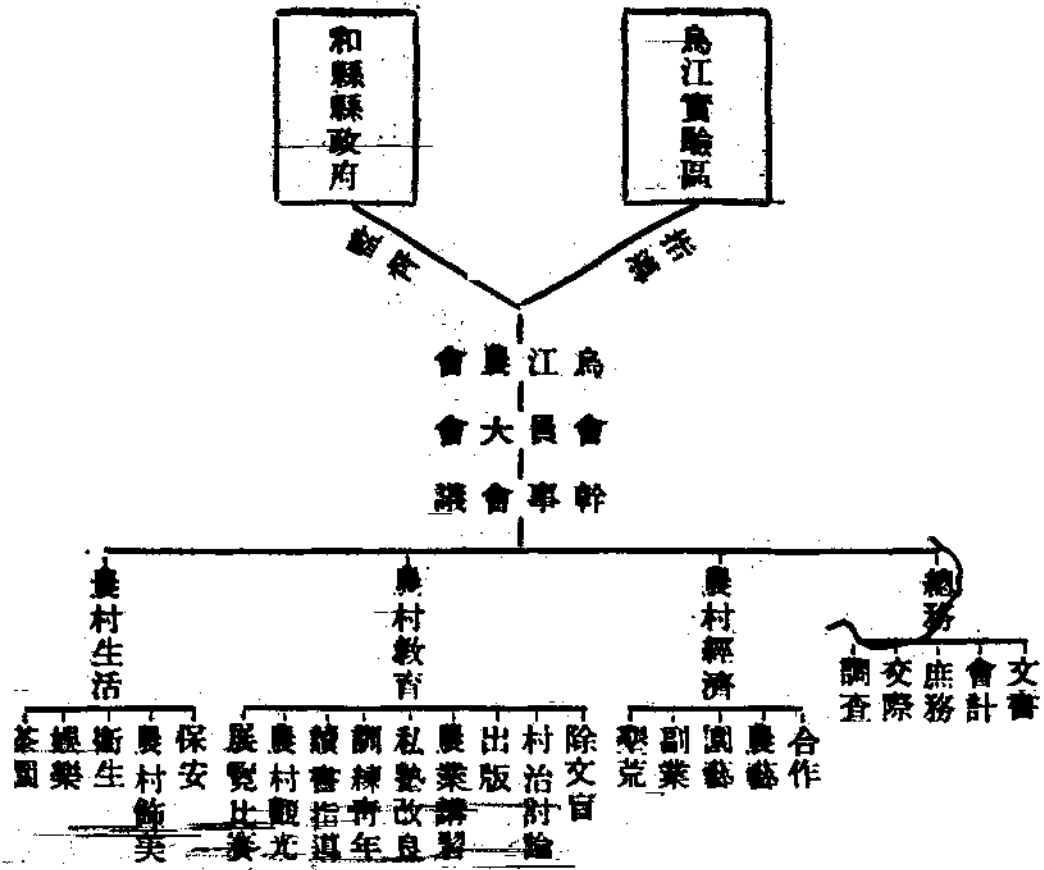 烏江實驗區
和縣縣政府
監督
烏江農會
會員大會
幹事會議
總務
文書
會計
庶務
交際
調查
農村經濟
合作
農藝
園藝
副業
墾荒
農村教育
除文盲
村治討論
出版
農業講習
私塾改良
訓練青年
讀書指導
農村觀光
展覽比賽
農村生活
保安
農村飾美
衛生
娛樂
茶園